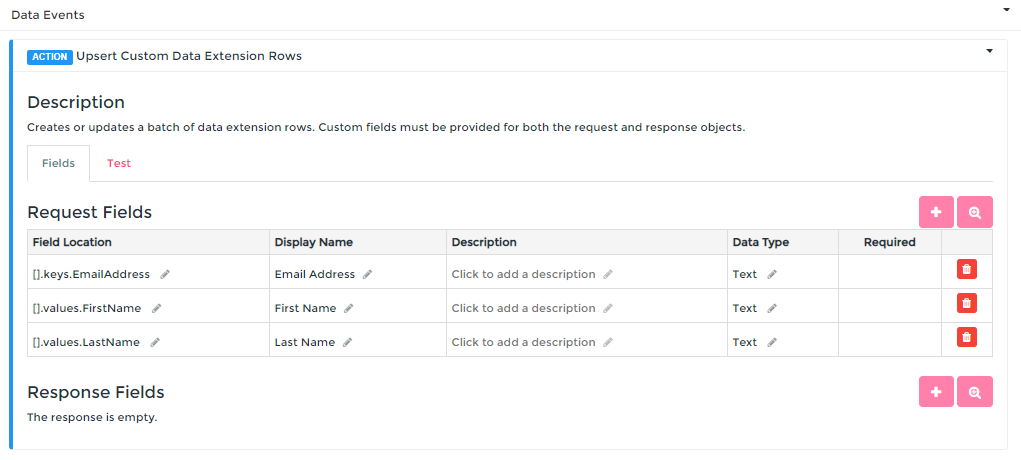 Data Events
ACTION Upsert Custom Data Extension Rows
Description
Creates or updates a batch of data extension rows. Custom fields must be provided for both the request and response objects.
Fields Test
Request Fields
Field Location Display Name Description Data Type Required
[].keys.EmailAddress Email Address Click to add a description Text
[].values.FirstName First Name Click to add a description Text
[].values.LastName Last Name Click to add a description Text
Response Fields
The response is empty.